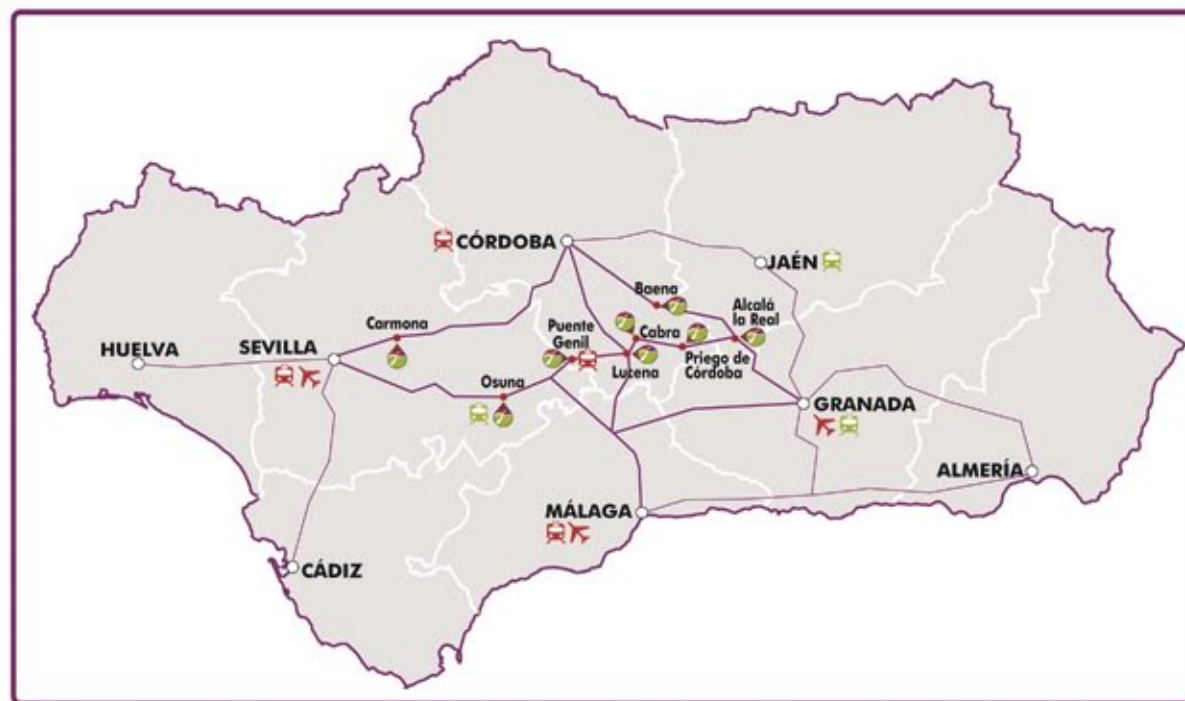 CÓRDOBA
JAÉN
Baena
Alcalá
la Real
Carmona
Puente
Genil
Cabra
HUELVA
SEVILLA
Lucena
Priego de
Córdoba
Osuna
GRANADA
ALMERÍA
MÁLAGA
CÁDIZ